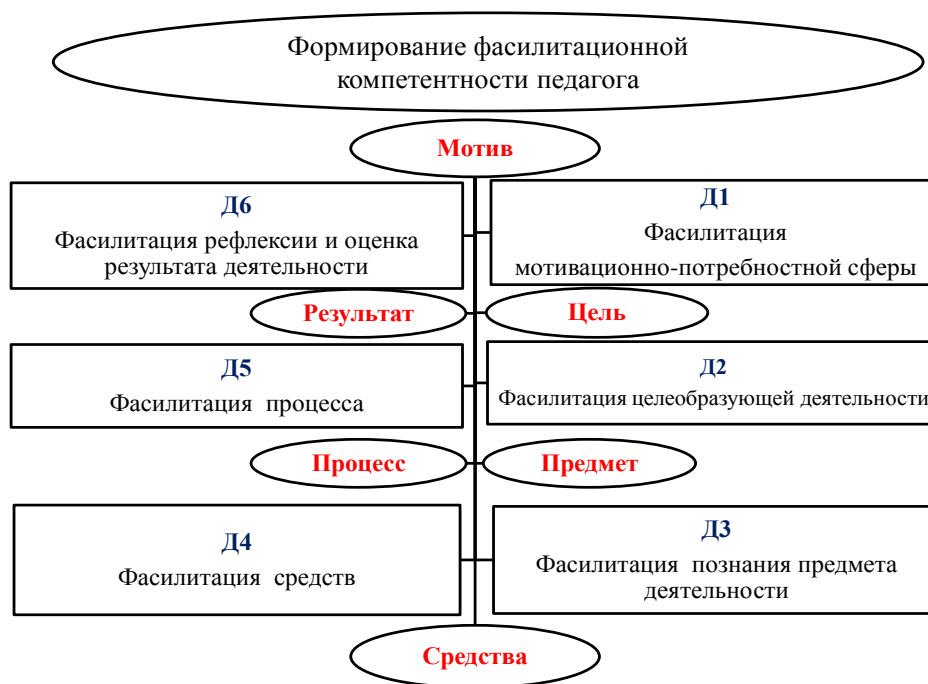 Формирование фасилитационной
компетентности педагога
Мотив
Д6
Фасилитация рефлексии и оценка
результата деятельности
Д1
Фасилитация
мотивационно-потребностной сферы
Результат
Цель
Д5
Фасилитация процесса
Д2
Фасилитация целеобразующей деятельности
Процесс
Предмет
Д4
Фасилитация средств
Д3
Фасилитация познания предмета
деятельности
Средства